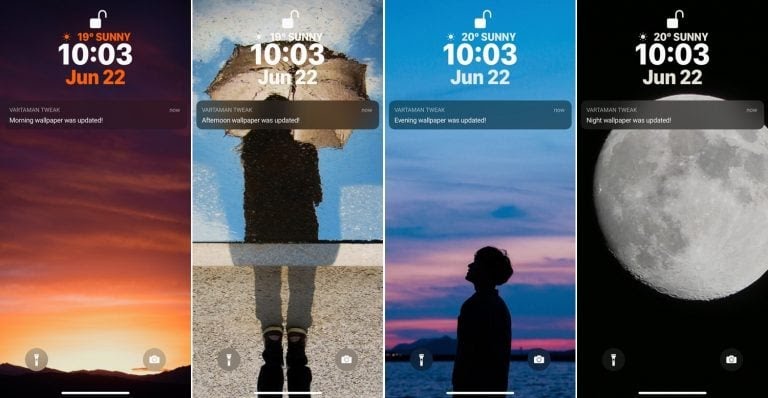 19° SUNNY
10:03
Jun 22
VARTAMAN TWEAK now
Morning wallpaper was updated!
19° SUNNY
10:03
Jun 22
VARTAMAN TWEAK now
Afternoon wallpaper was updated!
20° SUNNY
10:03
Jun 22
VARTAMAN TWEAK now
Evening wallpaper was updated!
20° SUNNY
10:03
Jun 22
VARTAMAN TWEAK now
Night wallpaper was updated!